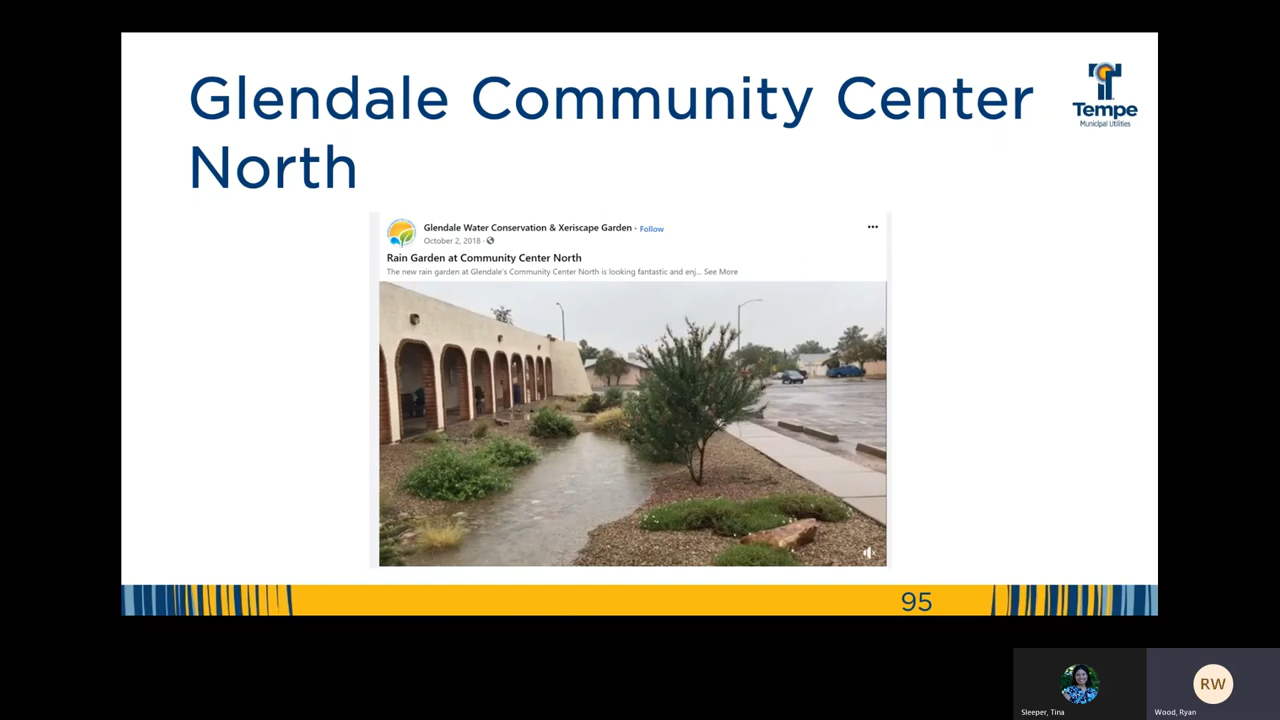 Glendale Community Center
North
Tempe
Municipal Utilities
Glendale Water Conservation & Xeriscape Garden · Follow
October 2, 2018 ·
Rain Garden at Community Center North
The new rain garden at Glendale's Community Center North is looking fantastic and enj... See More
95
RW
Sleeper, Tina
Wood, Ryan